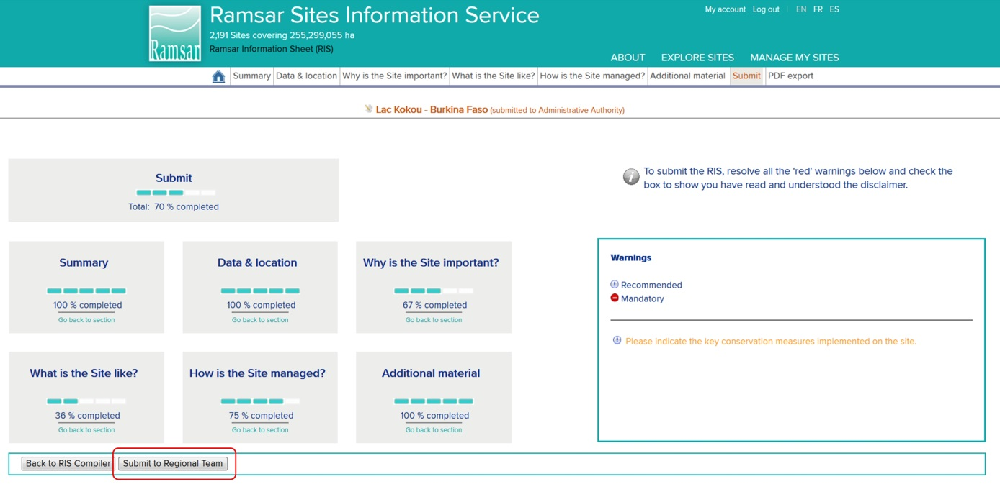 Ramsar
Ramsar Sites Information Service
2,191 Sites covering 255,299,055 ha
Ramsar Information Sheet (RIS)
My account Log out EN FR ES
ABOUT EXPLORE SITES MANAGE MY SITES
Summary Data & location Why is the Site important? What is the Site like? How is the Site managed? Additional material Submit PDF export
Lac Kokou - Burkina Faso (submitted to Administrative Authority)
Submit
Total: 70 % completed
To submit the RIS, resolve all the 'red' warnings below and check the
box to show you have read and understood the disclaimer.
Summary
100 % completed
Go back to section
Data & location
100 % completed
Go back to section
Why is the Site important?
67 % completed
Go back to section
What is the Site like?
36 % completed
Go back to section
How is the Site managed?
75 % completed
Go back to section
Additional material
100 % completed
Go back to section
Warnings
Recommended
Mandatory
Please indicate the key conservation measures implemented on the site.
Back to RIS Compiler Submit to Regional Team